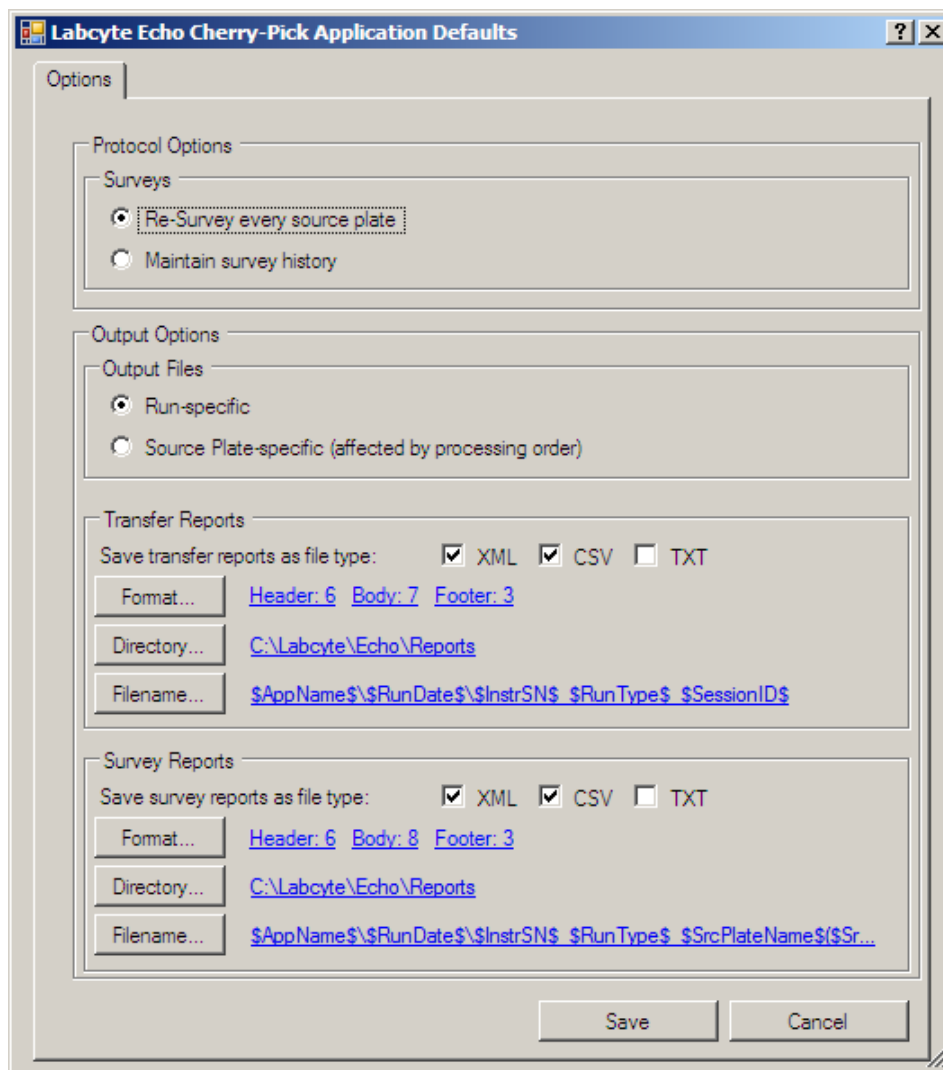 Labcyte Echo Cherry-Pick Application Defaults
Options
Protocol Options
Surveys
Re-Survey every source plate
Maintain survey history
Output Options
Output Files
Run-specific
Source Plate-specific (affected by processing order)
Transfer Reports
Save transfer reports as file type: XML CSV TXT
Format... Header: 6 Body: 7 Footer: 3
Directory... C:\Labcyte\Echo\Reports
Filename... $AppName$\$RunDate$\$InstrSN$_$RunType$_$SessionID$
Survey Reports
Save survey reports as file type: XML CSV TXT
Format... Header: 6 Body: 8 Footer: 3
Directory... C:\Labcyte\Echo\Reports
Filename... $AppName$\$RunDate$\$InstrSN$_$RunType$_$SrcPlateName$($Sr...
Save Cancel